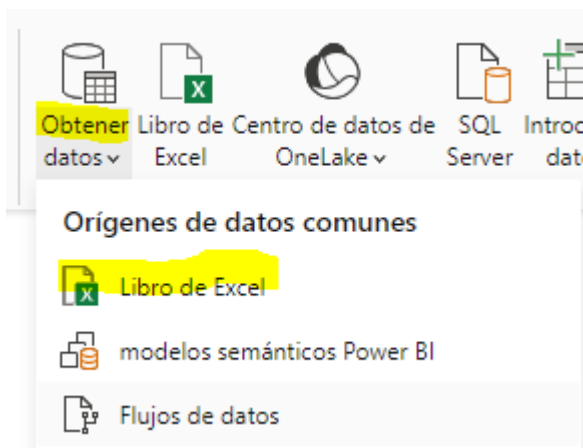 Obtener Libro de Centro de datos de SQL
datos Excel OneLake Server
Orígenes de datos comunes
Libro de Excel
modelos semánticos Power BI
Flujos de datos